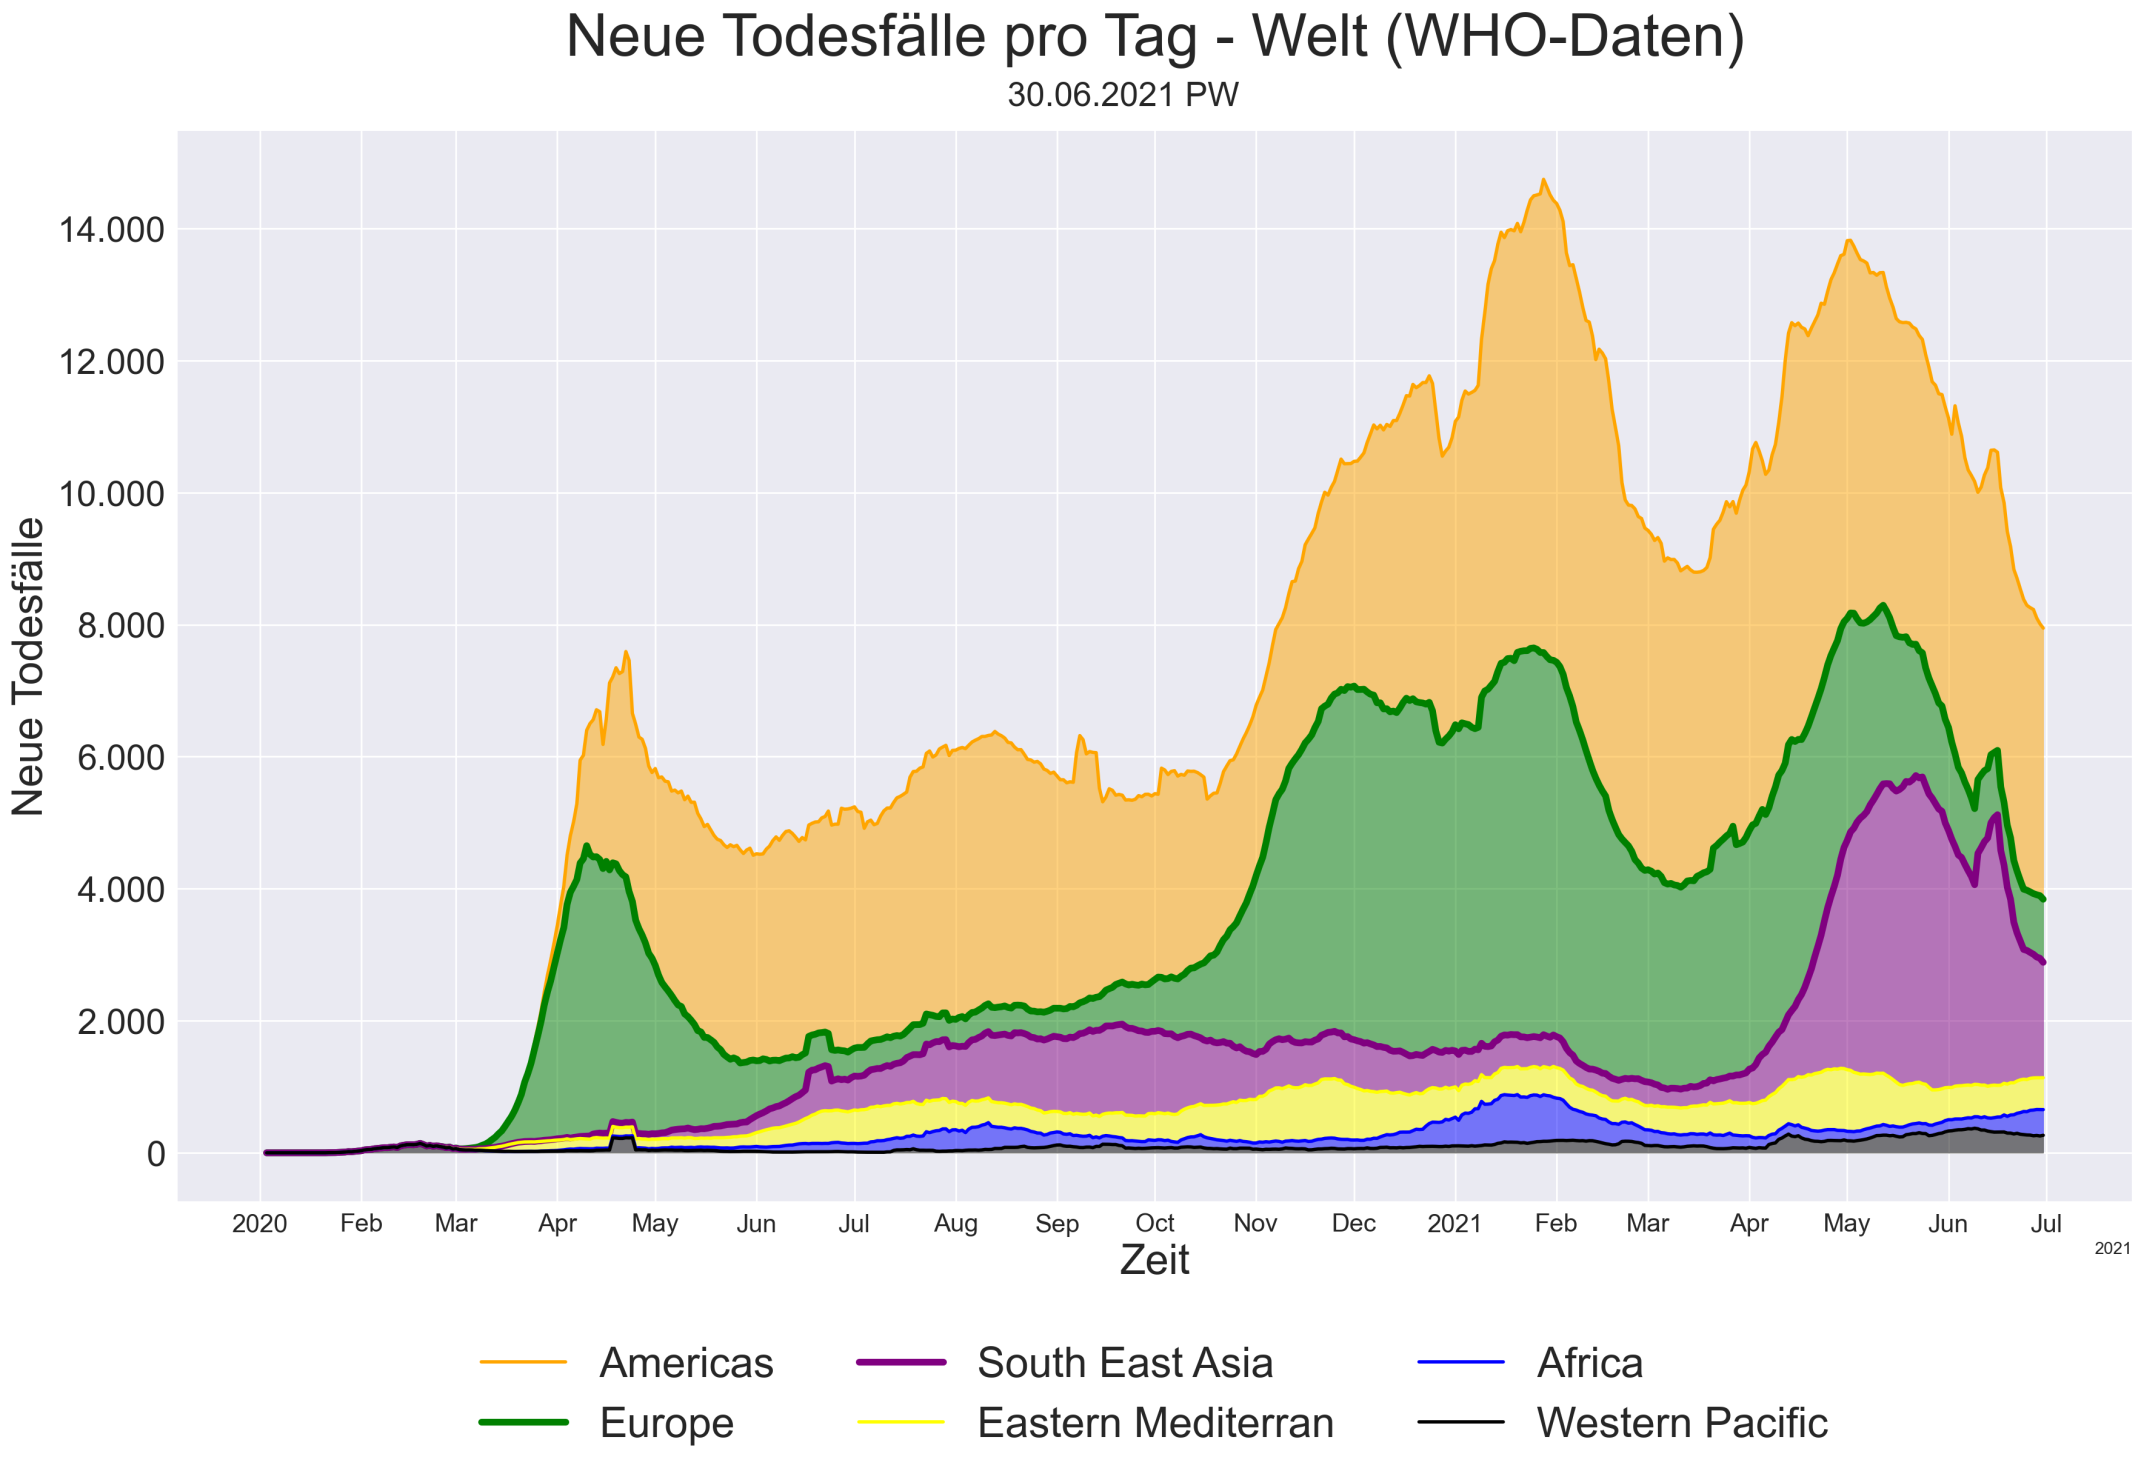 Neue Todesfälle pro Tag - Welt (WHO-Daten)
30.06.2021 PW
Neue Todesfälle
14.000
12.000
10.000
8.000
6.000
4.000
2.000
0
2020 Feb Mar Apr May Jun Jul Aug Sep Oct Nov Dec 2021 Feb Mar Apr May Jun Jul
2021
Zeit
Americas South East Asia Africa
Europe Eastern Mediterran Western Pacific